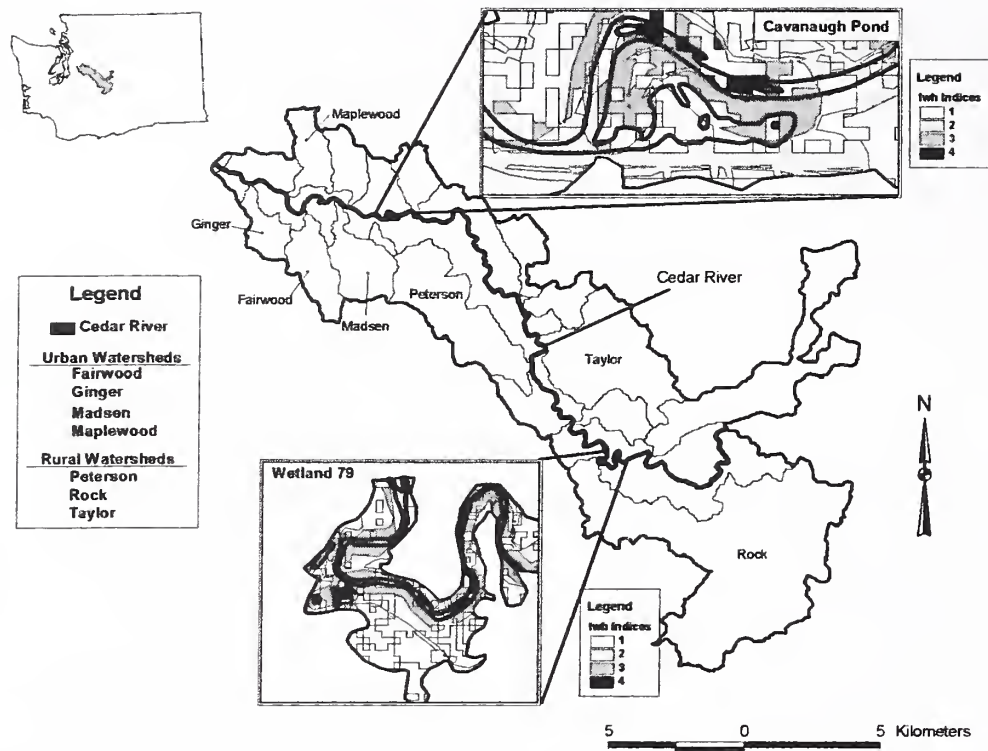 Cavanaugh Pond
Legend
fwh Indices
1
2
3
4
Maplewood
Ginger
Fairwood
Madsen
Peterson
Cedar River
Taylor
Legend
Cedar River
Urban Watersheds
Fairwood
Ginger
Madsen
Maplewood
Rural Watersheds
Peterson
Rock
Taylor
N
Wetland 79
Rock
Legend
fwh Indices
1
2
3
4
5 0 5 Kilometers